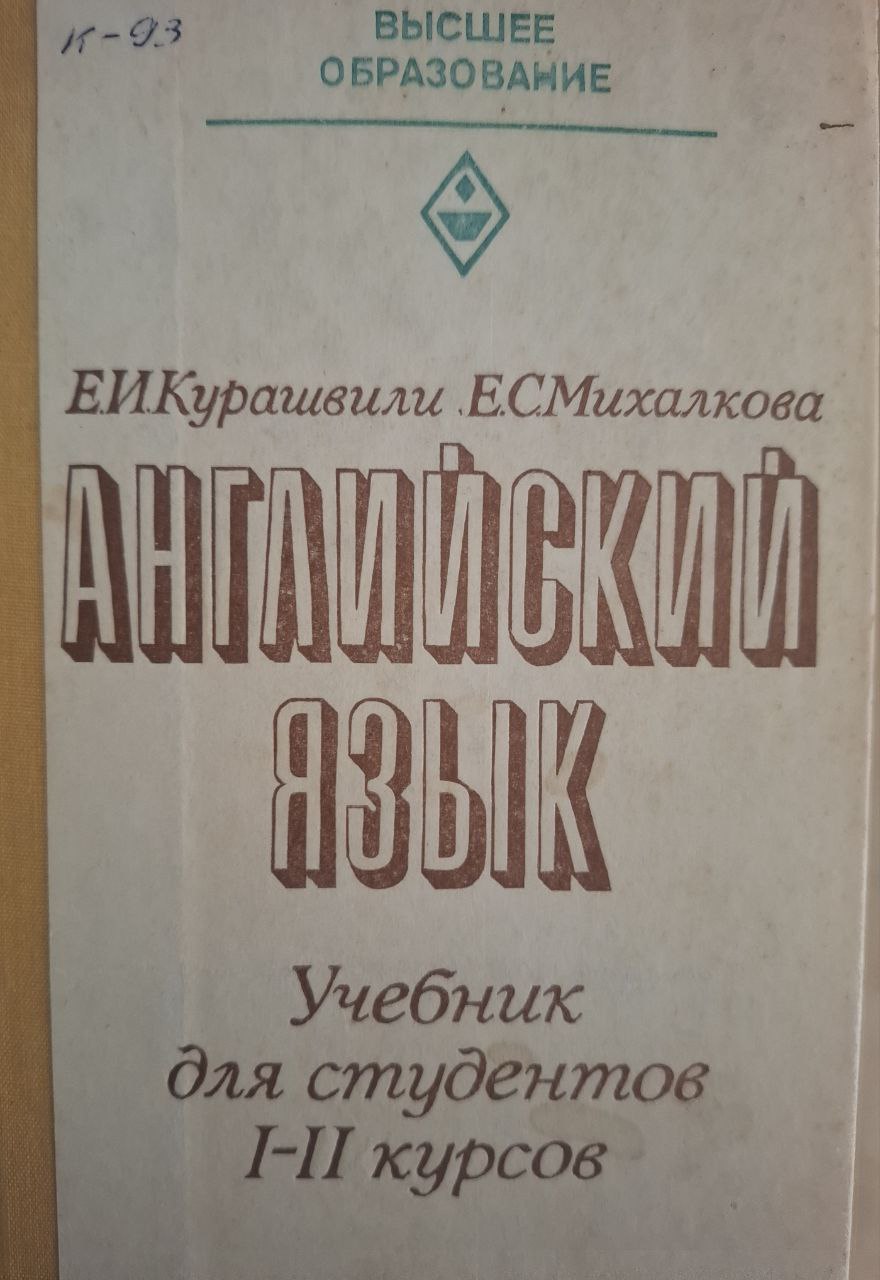 К-93
ВЫСШЕЕ
ОБРАЗОВАНИЕ
Е.И.Курашвили Е.С.Михалкова
АНГЛИЙСКИЙ
ЯЗЫК
Учебник
для студентов
I-II курсов